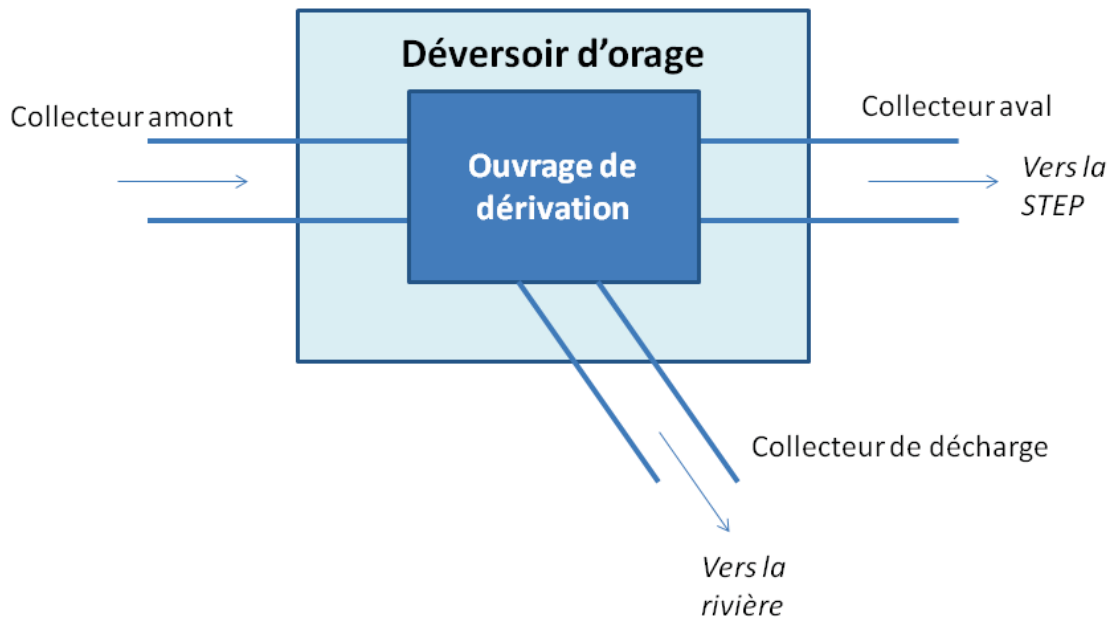 Déversoir d'orage
Collecteur amont
Collecteur aval
Ouvrage de
dérivation
Vers la
STEP
Collecteur de décharge
Vers la
rivière